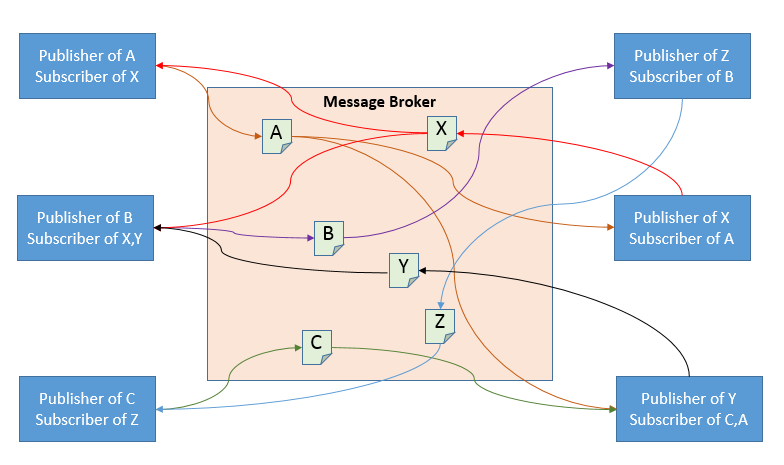 Publisher of A
Subscriber of X
Publisher of Z
Subscriber of B
Message Broker
A
X
Publisher of B
Subscriber of X,Y
B
Publisher of X
Subscriber of A
Y
Z
C
Publisher of C
Subscriber of Z
Publisher of Y
Subscriber of C,A